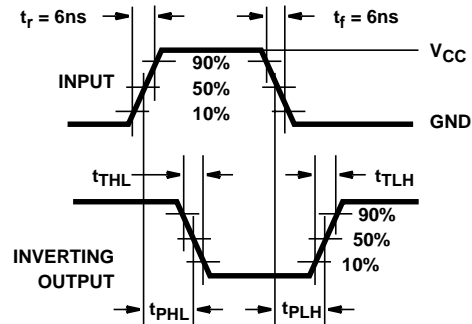 tr = 6ns
tf = 6ns
VCC
INPUT
90%
50%
10%
GND
tTHL
tTLH
90%
50%
10%
INVERTING
OUTPUT
tPHL
tPLH